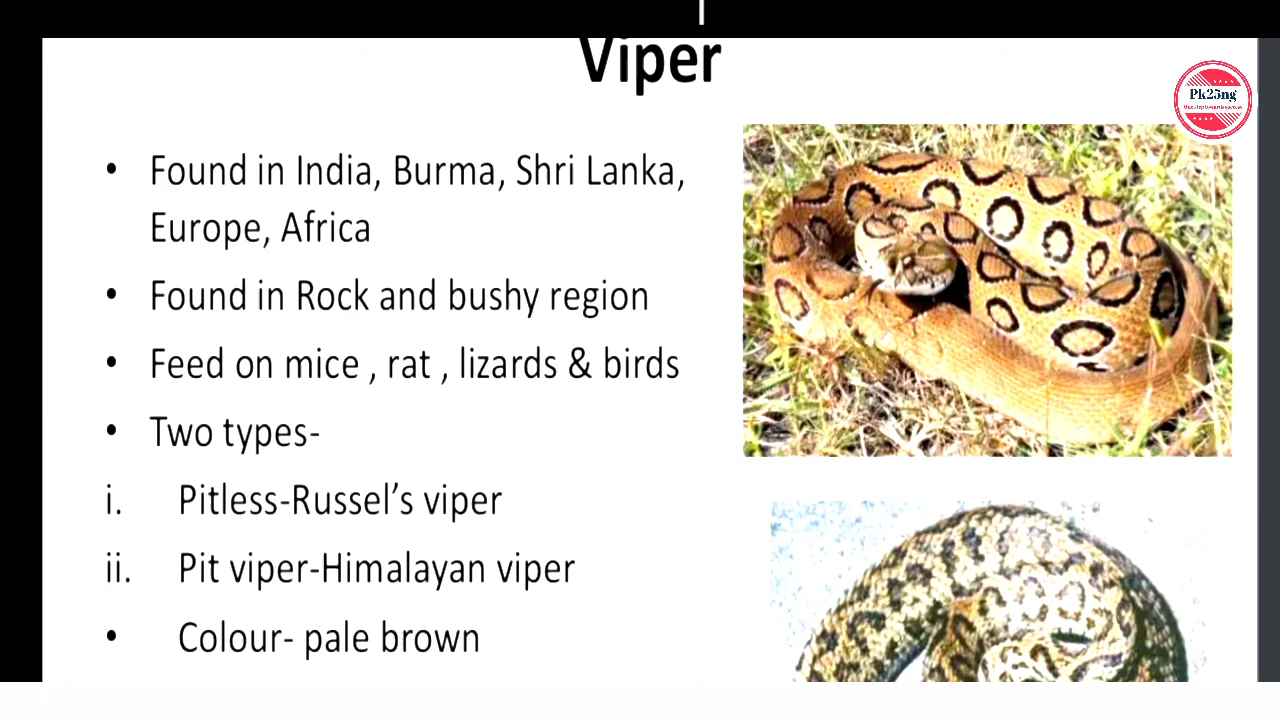 Viper
Pk25ng
• Found in India, Burma, Shri Lanka,
Europe, Africa
• Found in Rock and bushy region
• Feed on mice , rat , lizards & birds
• Two types-
i. Pitless-Russel’s viper
ii. Pit viper-Himalayan viper
• Colour- pale brown